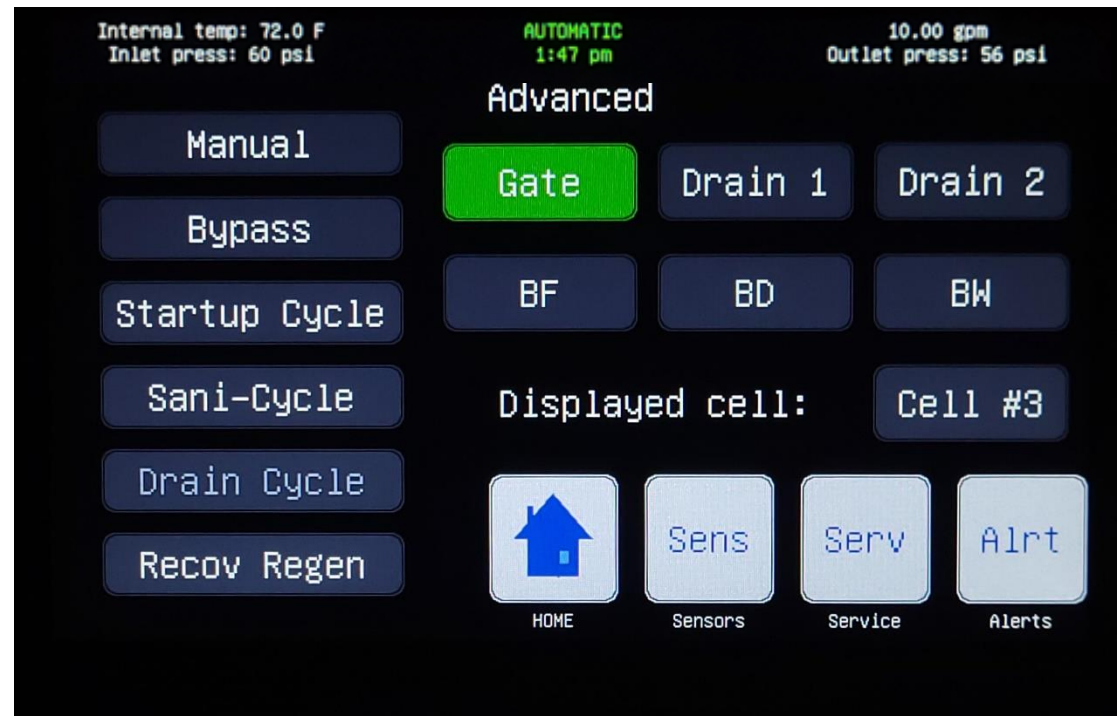 Internal temp: 72.0 F
Inlet press: 60 psi
AUTOMATIC
1:47 pm
10.00 gpm
Outlet press: 56 psi
Advanced
Manual
Bypass
Startup Cycle
Sani-Cycle
Drain Cycle
Recov Regen
Gate
Drain 1
Drain 2
BF
BD
BW
Displayed cell:
Cell #3
Sens
Serv
Alrt
HOME
Sensors
Service
Alerts